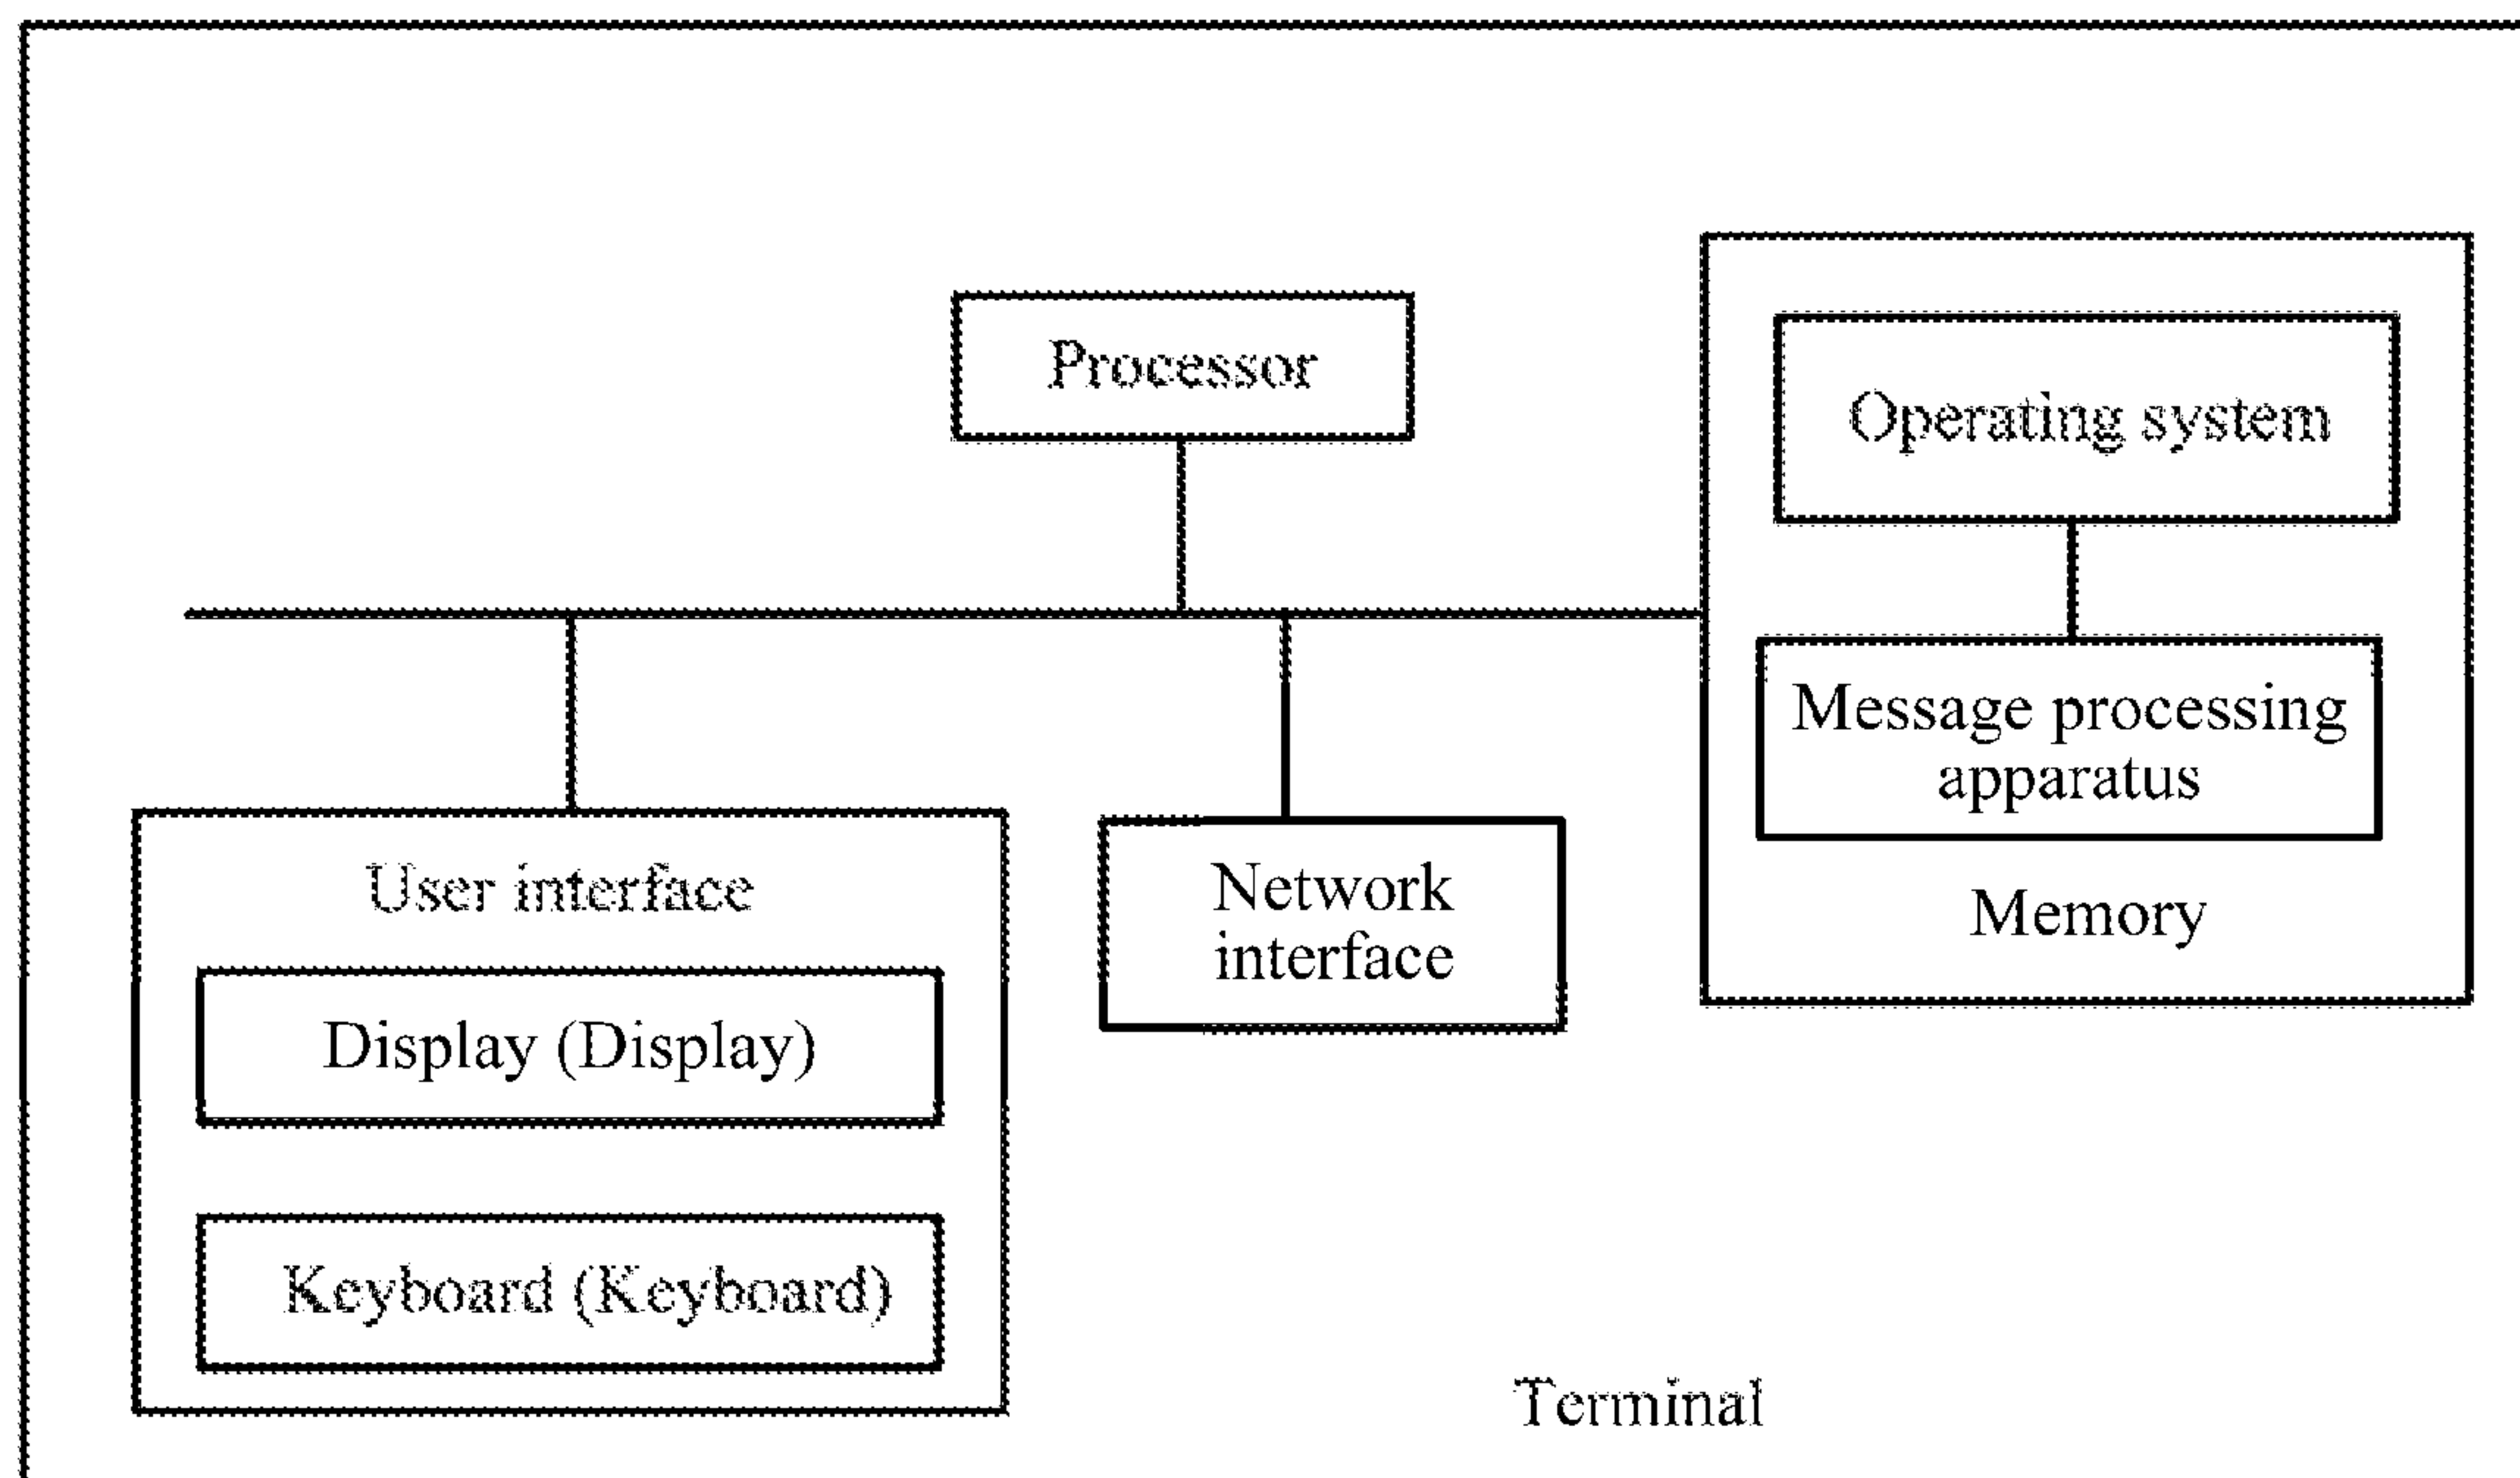 Processor
Operating system
Message processing
apparatus
Memory
User interface
Display (Display)
Keyboard (Keyboard)
Network
interface
Terminal